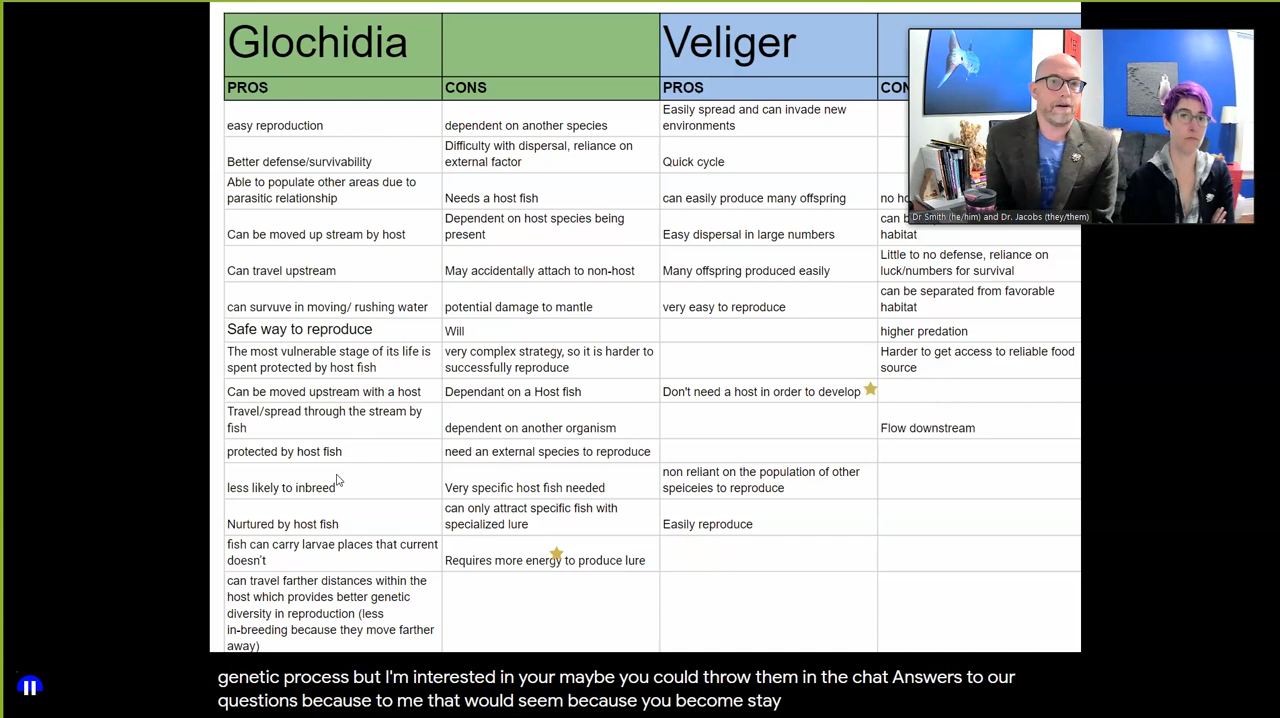 Glochidia
Veliger
PROS
CONS
PROS
CON
easy reproduction
dependent on another species
Easily spread and can invade new
environments
Better defense/survivability
Difficulty with dispersal, reliance on
external factor
Quick cycle
Able to populate other areas due to
parasitic relationship
Needs a host fish
can easily produce many offspring
no ho
Can be moved up stream by host
Dependent on host species being
present
Easy dispersal in large numbers
can b
habitat
Can travel upstream
May accidentally attach to non-host
Many offspring produced easily
Little to no defense, reliance on
luck/numbers for survival
can survuve in moving/ rushing water
potential damage to mantle
very easy to reproduce
can be separated from favorable
habitat
Safe way to reproduce
Will
higher predation
The most vulnerable stage of its life is
spent protected by host fish
very complex strategy, so it is harder to
successfully reproduce
Harder to get access to reliable food
source
Can be moved upstream with a host
Dependant on a Host fish
Don't need a host in order to develop
Travel/spread through the stream by
fish
dependent on another organism
Flow downstream
protected by host fish
need an external species to reproduce
less likely to inbreed
Very specific host fish needed
non reliant on the population of other
speiceies to reproduce
Nurtured by host fish
can only attract specific fish with
specialized lure
Easily reproduce
fish can carry larvae places that current
doesn't
Requires more energy to produce lure
can travel farther distances within the
host which provides better genetic
diversity in reproduction (less
in-breeding because they move farther
away)
Dr Smith (he/him) and Dr. Jacobs (they/them)
genetic process but I'm interested in your maybe you could throw them in the chat Answers to our
questions because to me that would seem because you become stay